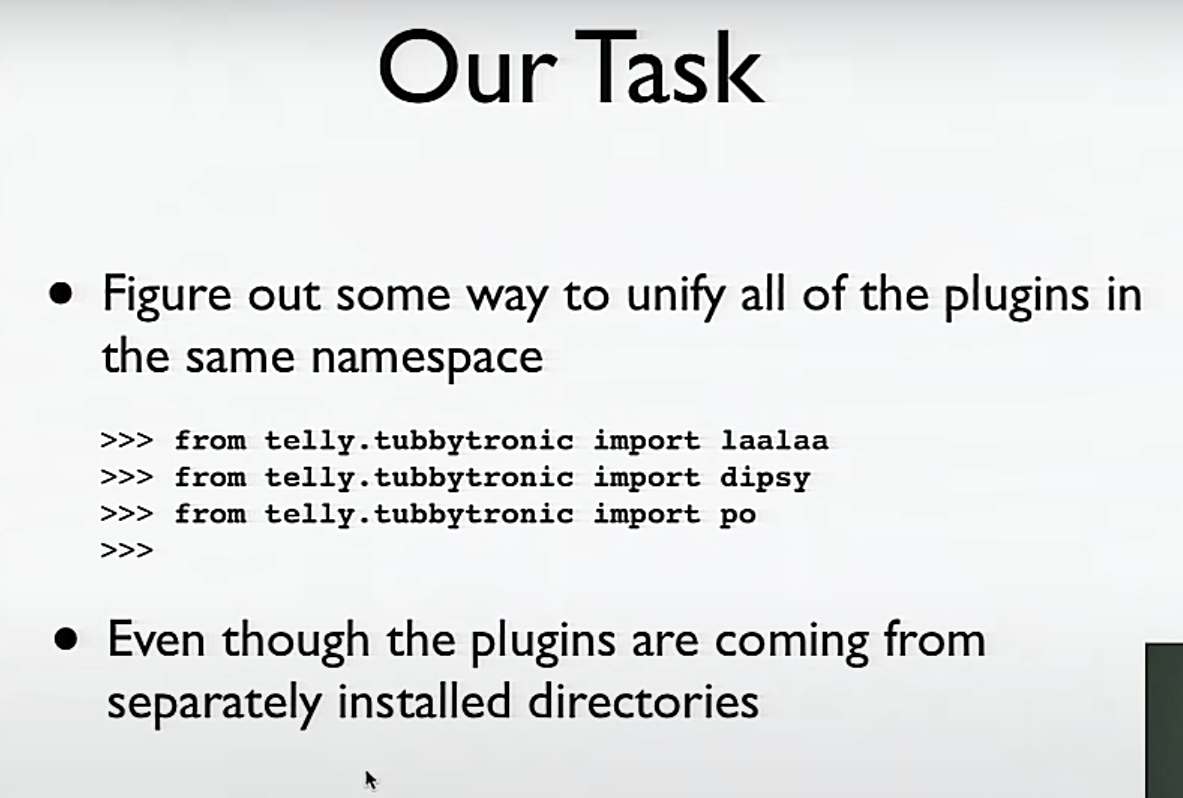 Our Task
• Figure out some way to unify all of the plugins in
the same namespace
>>> from telly.tubbytronic import laalaa
>>> from telly.tubbytronic import dipsy
>>> from telly.tubbytronic import po
>>>
• Even though the plugins are coming from
separately installed directories